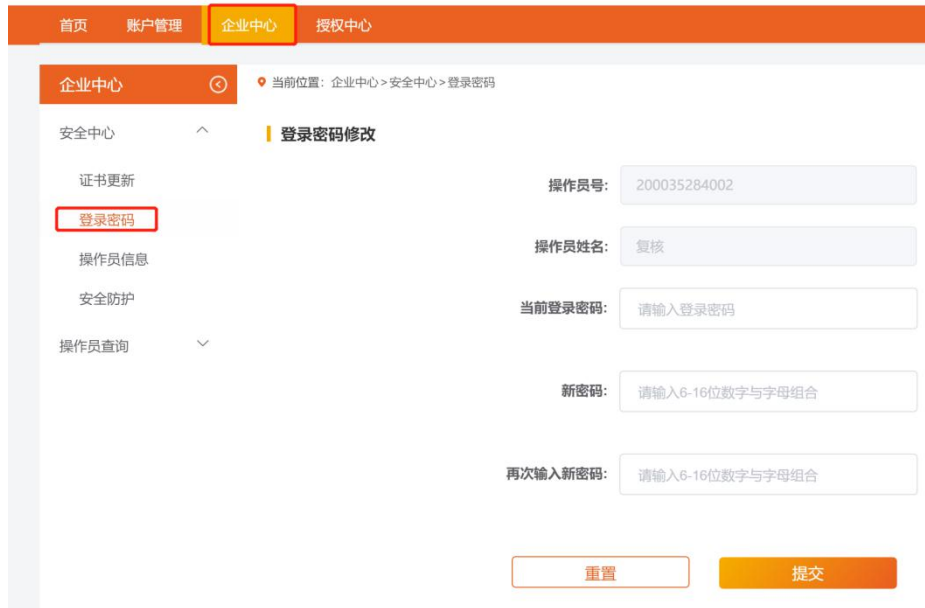 首页 账户管理 企业中心 授权中心
企业中心
当前位置：企业中心>安全中心>登录密码
安全中心
登录密码修改
证书更新
操作员号: 200035284002
登录密码
操作员姓名: 复核
操作员信息
安全防护
当前登录密码: 请输入登录密码
操作员查询
新密码: 请输入6-16位数字与字母组合
再次输入新密码: 请输入6-16位数字与字母组合
重置 提交